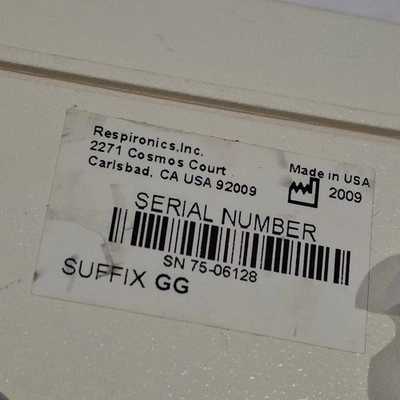 Respironics,Inc.
2271 Cosmos Court
Carlsbad, CA USA 92009
Made in USA
2009
SERIAL NUMBER
SN 75-06128
SUFFIX GG